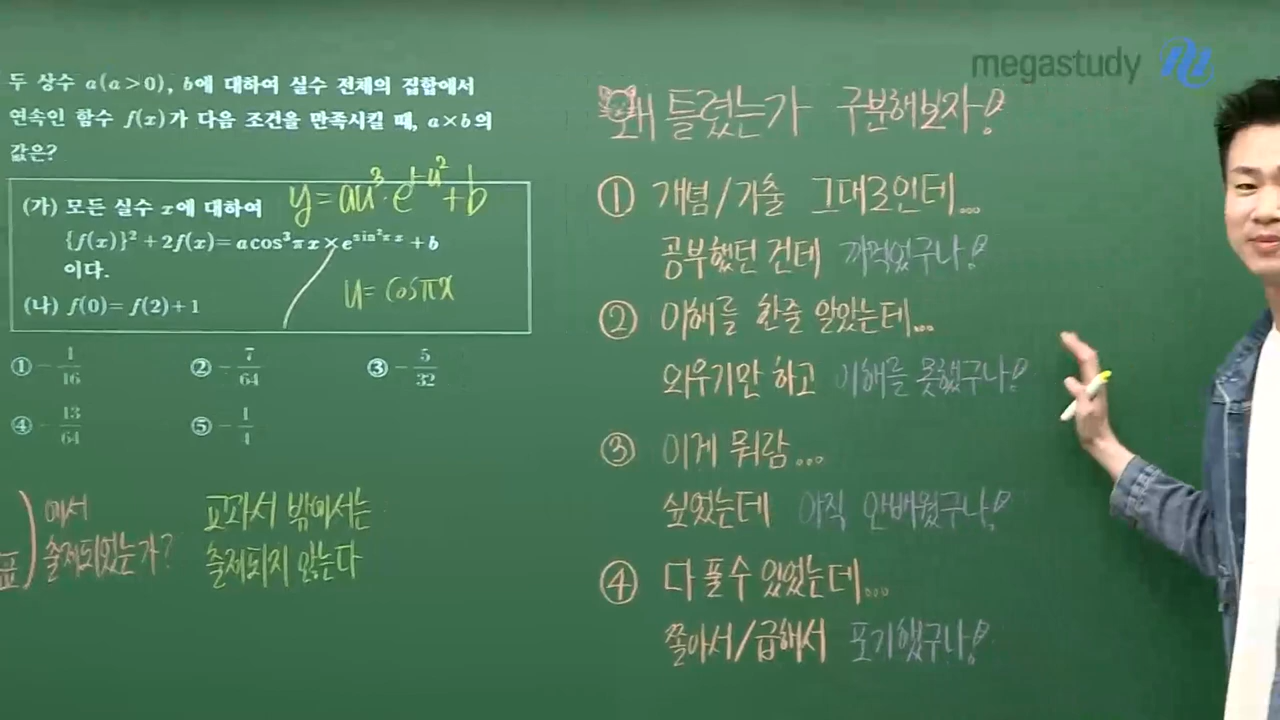 megastudy
두 상수 a(a>0), b에 대하여 실수 전체의 집합에서
연속인 함수 f(x)가 다음 조건을 만족시킬 때, a×b의
값은?
(가) 모든 실수 x에 대하여
{f(x)}²+2f(x)=a cos³πx×e^{sin²πx}+b
이다.
(나) f(0)=f(2)+1
y=au³·e^{1-u²}+b
u=cosπx
① -1/16 ② -7/64 ③ -5/32
④ -13/64 ⑤ -1/4
에서
출제되었는가?
교과서 밖에서는
출제되지 않는다
왜 틀렸는가 구분해보자!
① 개념/기출 그대로인데...
공부했던 건데 까먹었구나!
② 이해를 한줄 알았는데...
외우기만 하고 이해를 못했구나!
③ 이게 뭐람...
싶었는데 아직 안배웠구나!
④ 다 풀 수 있었는데...
쫄아서/급해서 포기했구나!